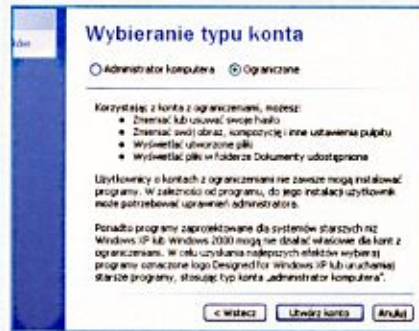 Wybieranie typu konta
Administrator komputera Ograniczone
Korzystając z konta z ograniczeniami, możesz:
• Zmieniać lub usuwać swoje hasło
• Zmieniać swój obraz, kompozycję i inne ustawienia pulpitu
• Wyświetlać utworzone pliki
• Wyświetlać pliki w folderze Dokumenty udostępnione
Użytkownicy o kontach z ograniczeniami nie zawsze mogą instalować
programy. W zależności od programu, do jego instalacji użytkownik
może potrzebować uprawnień administratora.
Ponadto programy zaprojektowane dla systemów starszych niż
Windows XP lub Windows 2000 mogą nie działać właściwie dla kont z
ograniczeniami. W celu uzyskania najlepszych efektów wybieraj
programy oznaczone logo Designed for Windows XP lub uruchamiaj
starsze programy, stosując typ konta „administrator komputera”.
< Wstecz Utwórz konto Anuluj